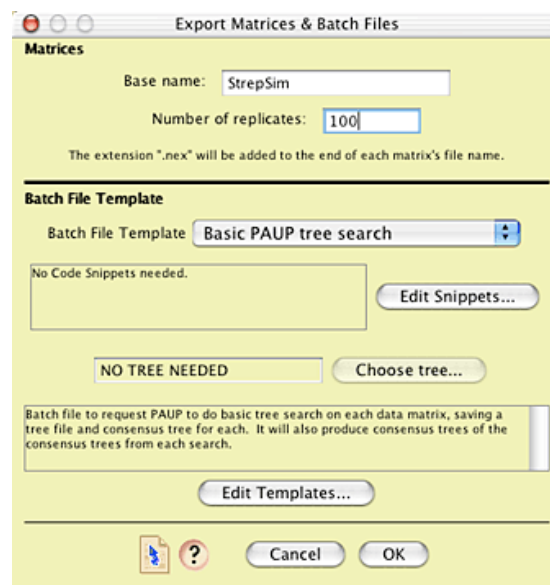 Export Matrices & Batch Files
Matrices
Base name: StrepSim
Number of replicates: 100
The extension ".nex" will be added to the end of each matrix's file name.
Batch File Template
Batch File Template Basic PAUP tree search
No Code Snippets needed.
Edit Snippets...
NO TREE NEEDED Choose tree...
Batch file to request PAUP to do basic tree search on each data matrix, saving a
tree file and consensus tree for each. It will also produce consensus trees of the
consensus trees from each search.
Edit Templates...
? Cancel OK